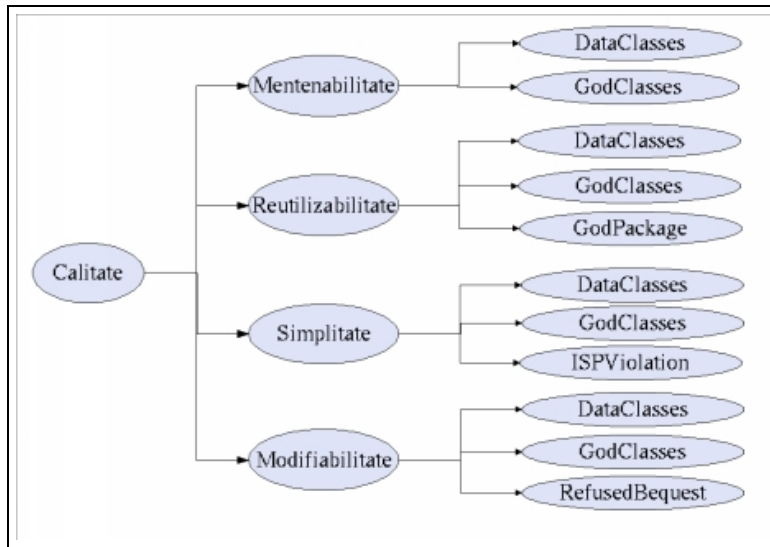 Calitate
Mentenabilitate
DataClasses
GodClasses
Reutilizabilitate
DataClasses
GodClasses
GodPackage
Simplitate
DataClasses
GodClasses
ISPViolation
Modifiabilitate
DataClasses
GodClasses
RefusedBequest